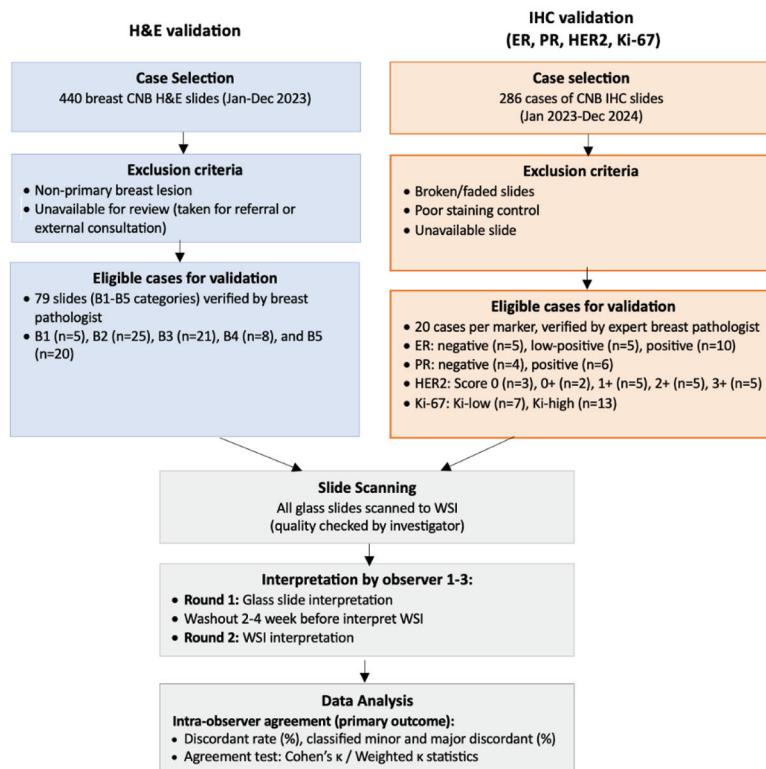 H&E validation
Case Selection
440 breast CNB H&E slides (Jan-Dec 2023)
Exclusion criteria
• Non-primary breast lesion
• Unavailable for review (taken for referral or
external consultation)
Eligible cases for validation
• 79 slides (B1-B5 categories) verified by breast
pathologist
• B1 (n=5), B2 (n=25), B3 (n=21), B4 (n=8), and B5
(n=20)
IHC validation
(ER, PR, HER2, Ki-67)
Case selection
286 cases of CNB IHC slides
(Jan 2023-Dec 2024)
Exclusion criteria
• Broken/faded slides
• Poor staining control
• Unavailable slide
Eligible cases for validation
• 20 cases per marker, verified by expert breast pathologist
• ER: negative (n=5), low-positive (n=5), positive (n=10)
• PR: negative (n=4), positive (n=6)
• HER2: Score 0 (n=3), 0+ (n=2), 1+ (n=5), 2+ (n=5), 3+ (n=5)
• Ki-67: Ki-low (n=7), Ki-high (n=13)
Slide Scanning
All glass slides scanned to WSI
(quality checked by investigator)
Interpretation by observer 1-3:
• Round 1: Glass slide interpretation
• Washout 2-4 week before interpret WSI
• Round 2: WSI interpretation
Data Analysis
Intra-observer agreement (primary outcome):
• Discordant rate (%), classified minor and major discordant (%)
• Agreement test: Cohen's κ / Weighted κ statistics